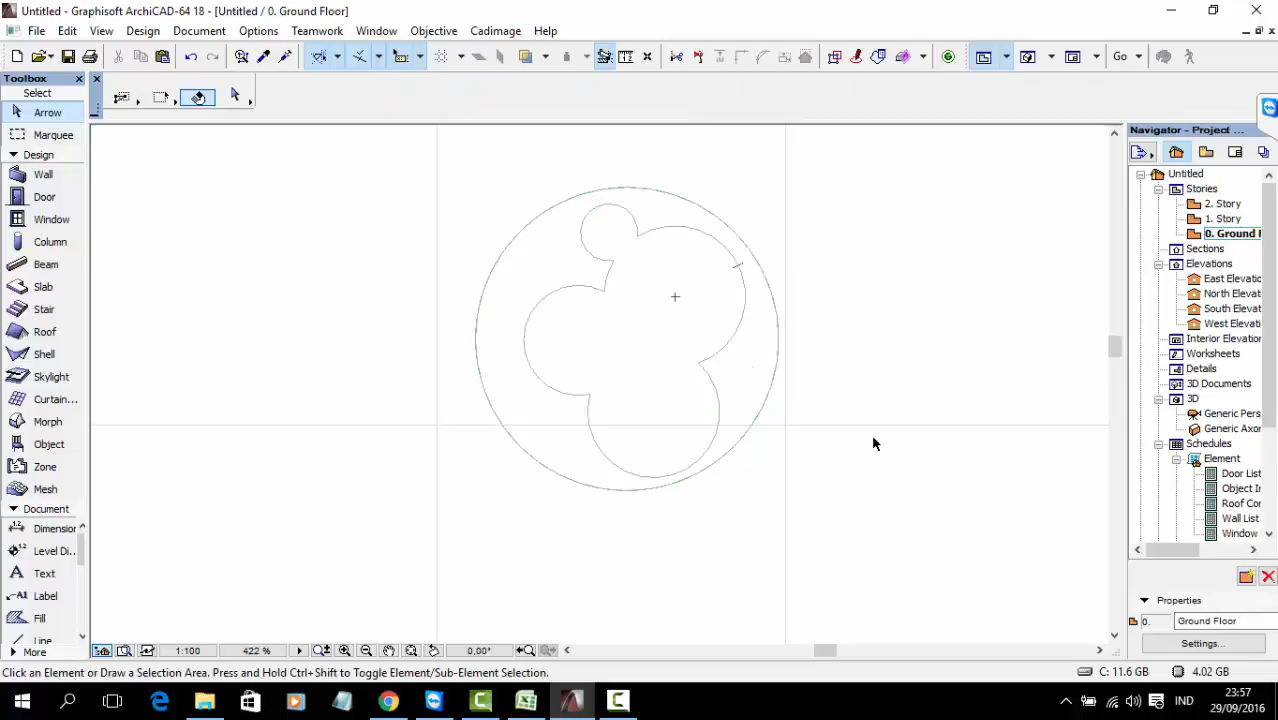 Untitled - Graphisoft ArchiCAD-64 18 - [Untitled / 0. Ground Floor]
File Edit View Design Document Options Teamwork Window Editor Cadimage Help
Go
Toolbox
Select
Arrow
Marquee
Design
Wall
Door
Window
Column
Beam
Slab
Stair
Roof
Shell
Skylight
Curtain...
Morph
Object
Zone
Mesh
Document
Dimension
Level Di...
Text
Label
Fill
Line
More
Navigator - Project ...
Untitled
Stories
2. Story
1. Story
0. Ground F
Sections
Elevations
East Elevatio
North Elevat
South Elevat
West Elevati
Interior Elevation
Worksheets
Details
3D Documents
3D
Generic Pers
Generic Axon
Schedules
Element
Door List
Object In
Roof Cor
Wall List
Window
Properties
0. Ground Floor
Settings...
1:100 422 % 0,00°
Click an Element or Draw a Selection Area. Press and Hold Ctrl+Shift to Toggle Element/Sub-Element Selection.
C: 11.6 GB 4.02 GB
IND
23:57
29/09/2016